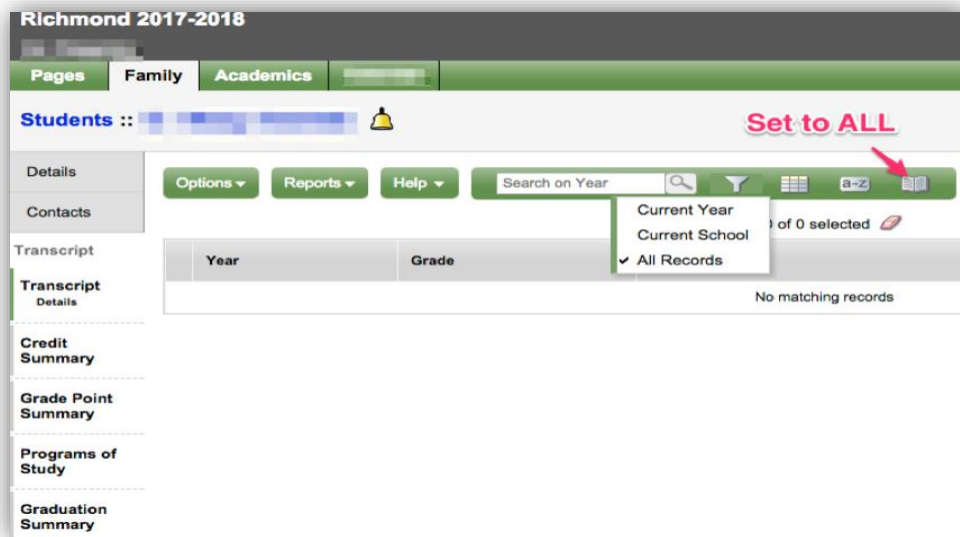 Richmond 2017-2018
Pages Family Academics
Students ::
Set to ALL
Details
Contacts
Transcript
Transcript
Details
Credit
Summary
Grade Point
Summary
Programs of
Study
Graduation
Summary
Options Reports Help Search on Year a-z
Current Year
Current School
All Records
of 0 selected
Year Grade
No matching records